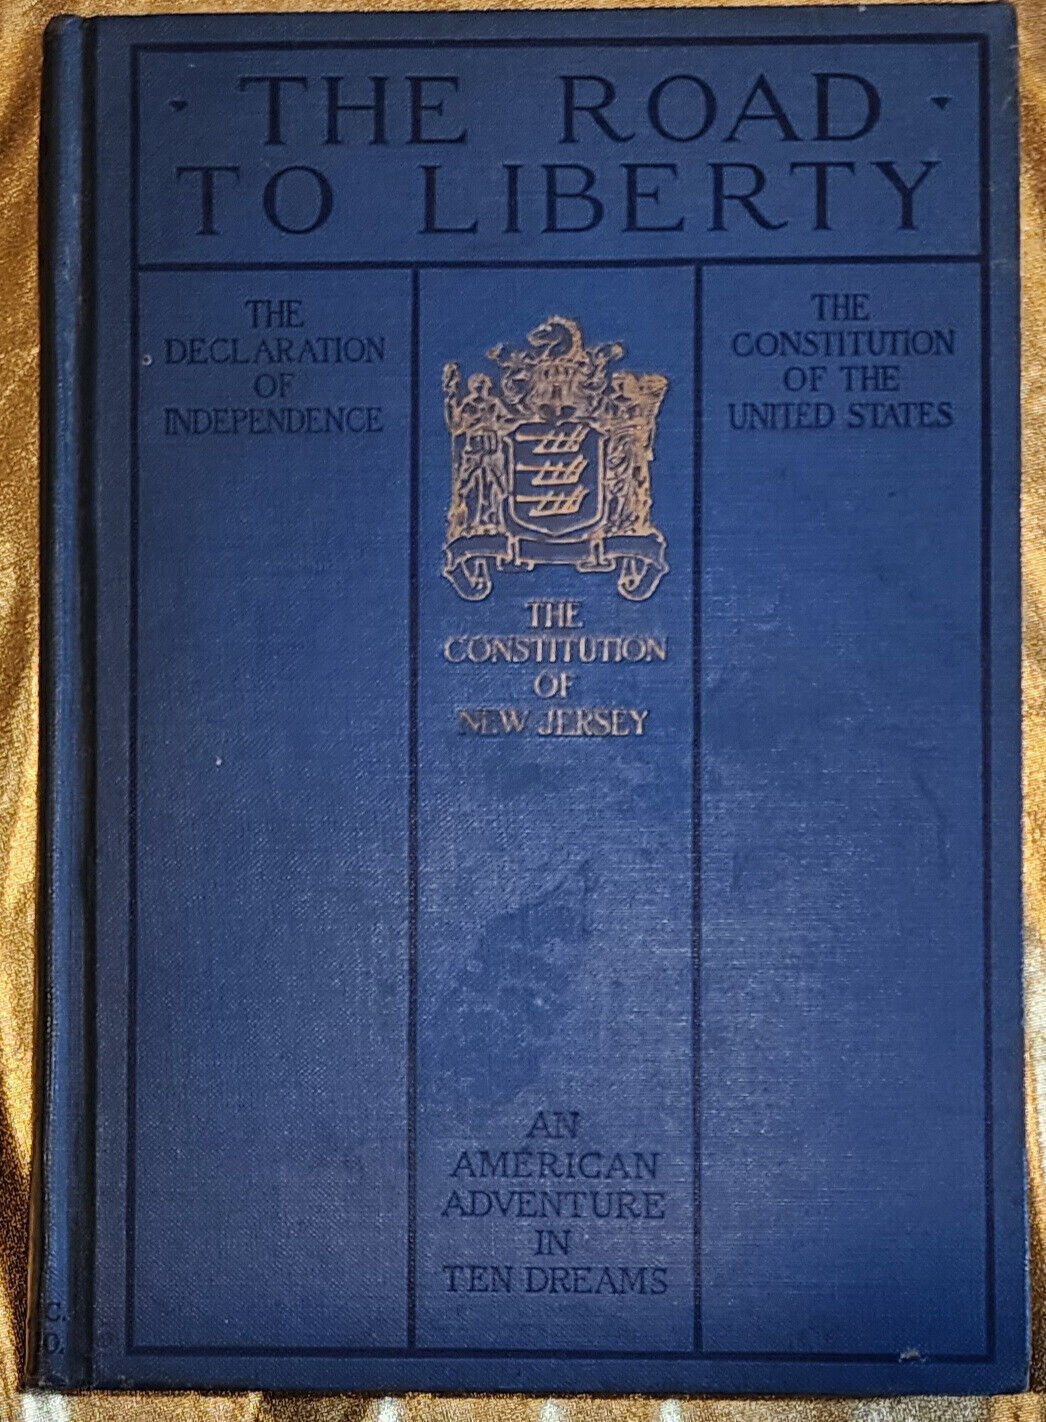 THE ROAD
TO LIBERTY
THE
DECLARATION
OF
INDEPENDENCE
THE
CONSTITUTION
OF
NEW JERSEY
THE
CONSTITUTION
OF THE
UNITED STATES
AN
AMERICAN
ADVENTURE
IN
TEN DREAMS
C.
O.